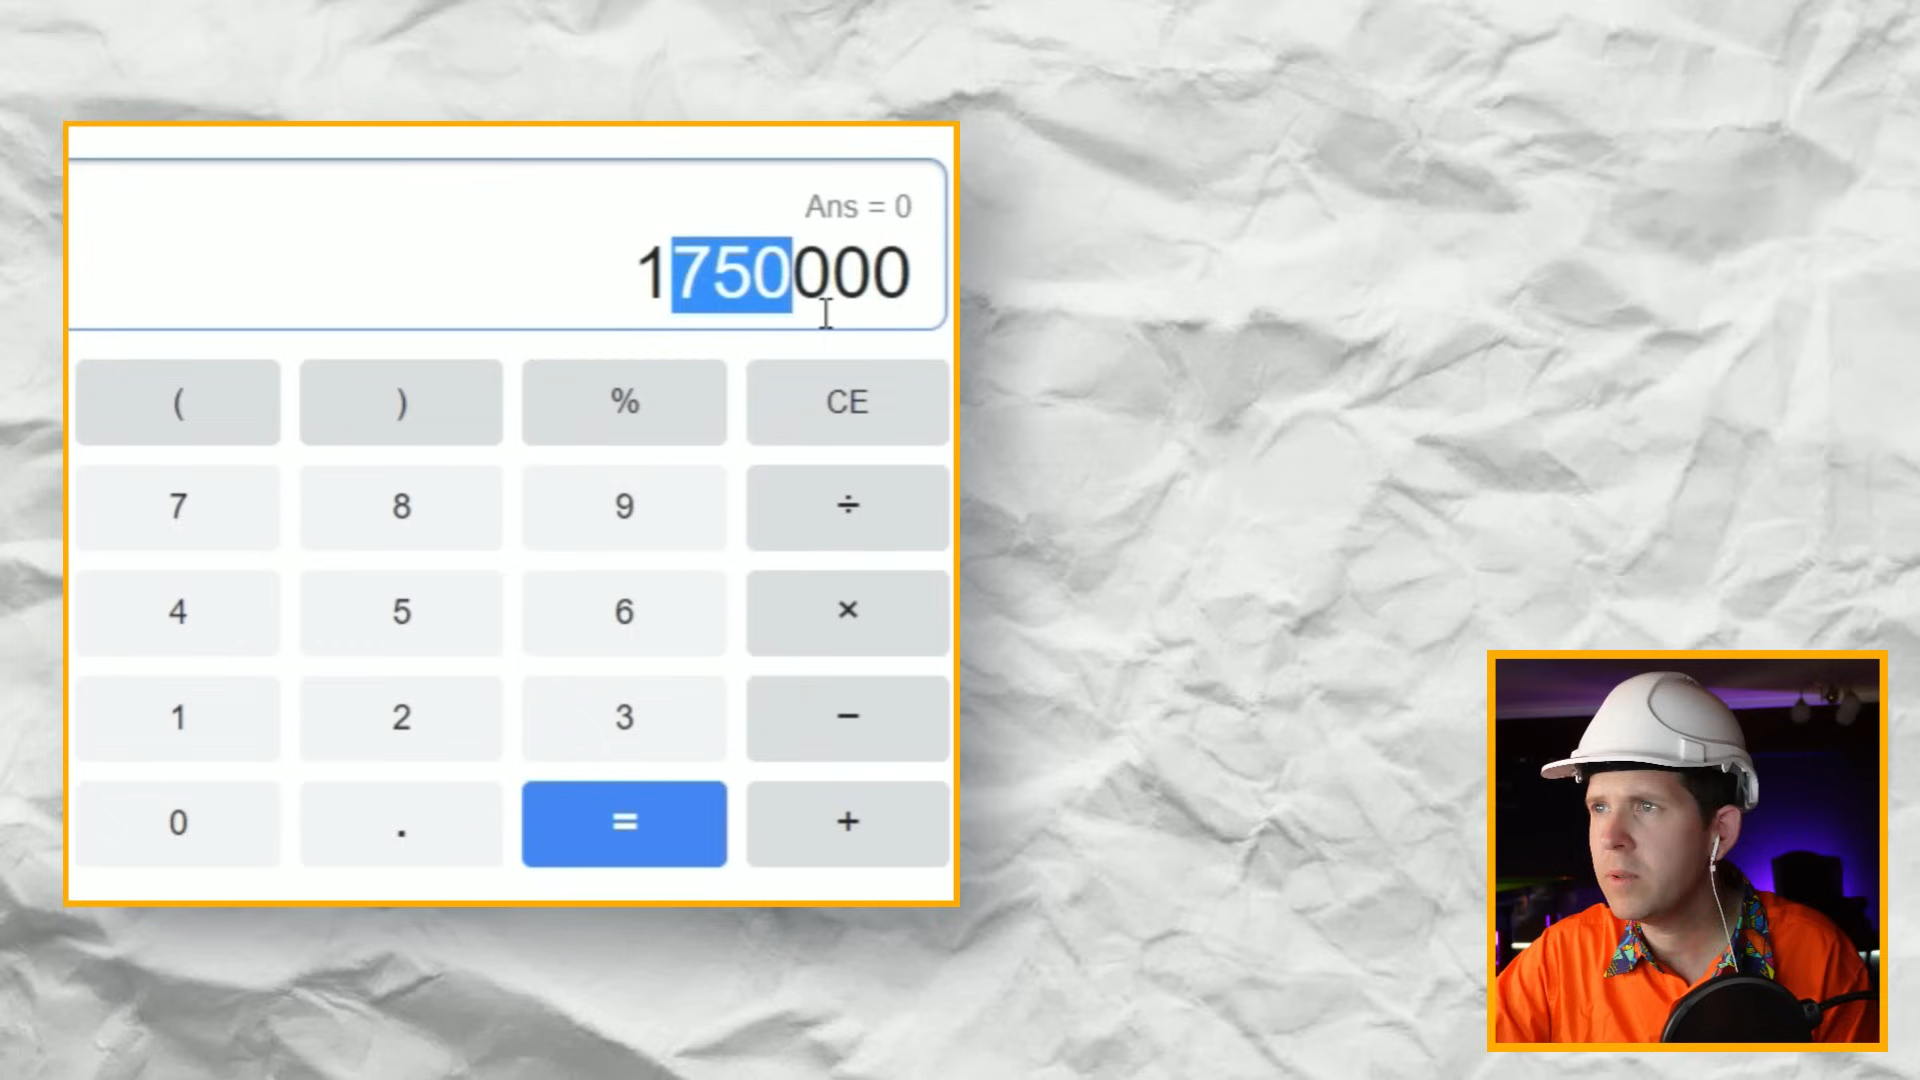 Ans = 0
1750000
( ) % CE
7 8 9 ÷
4 5 6 ×
1 2 3 −
0 . = +